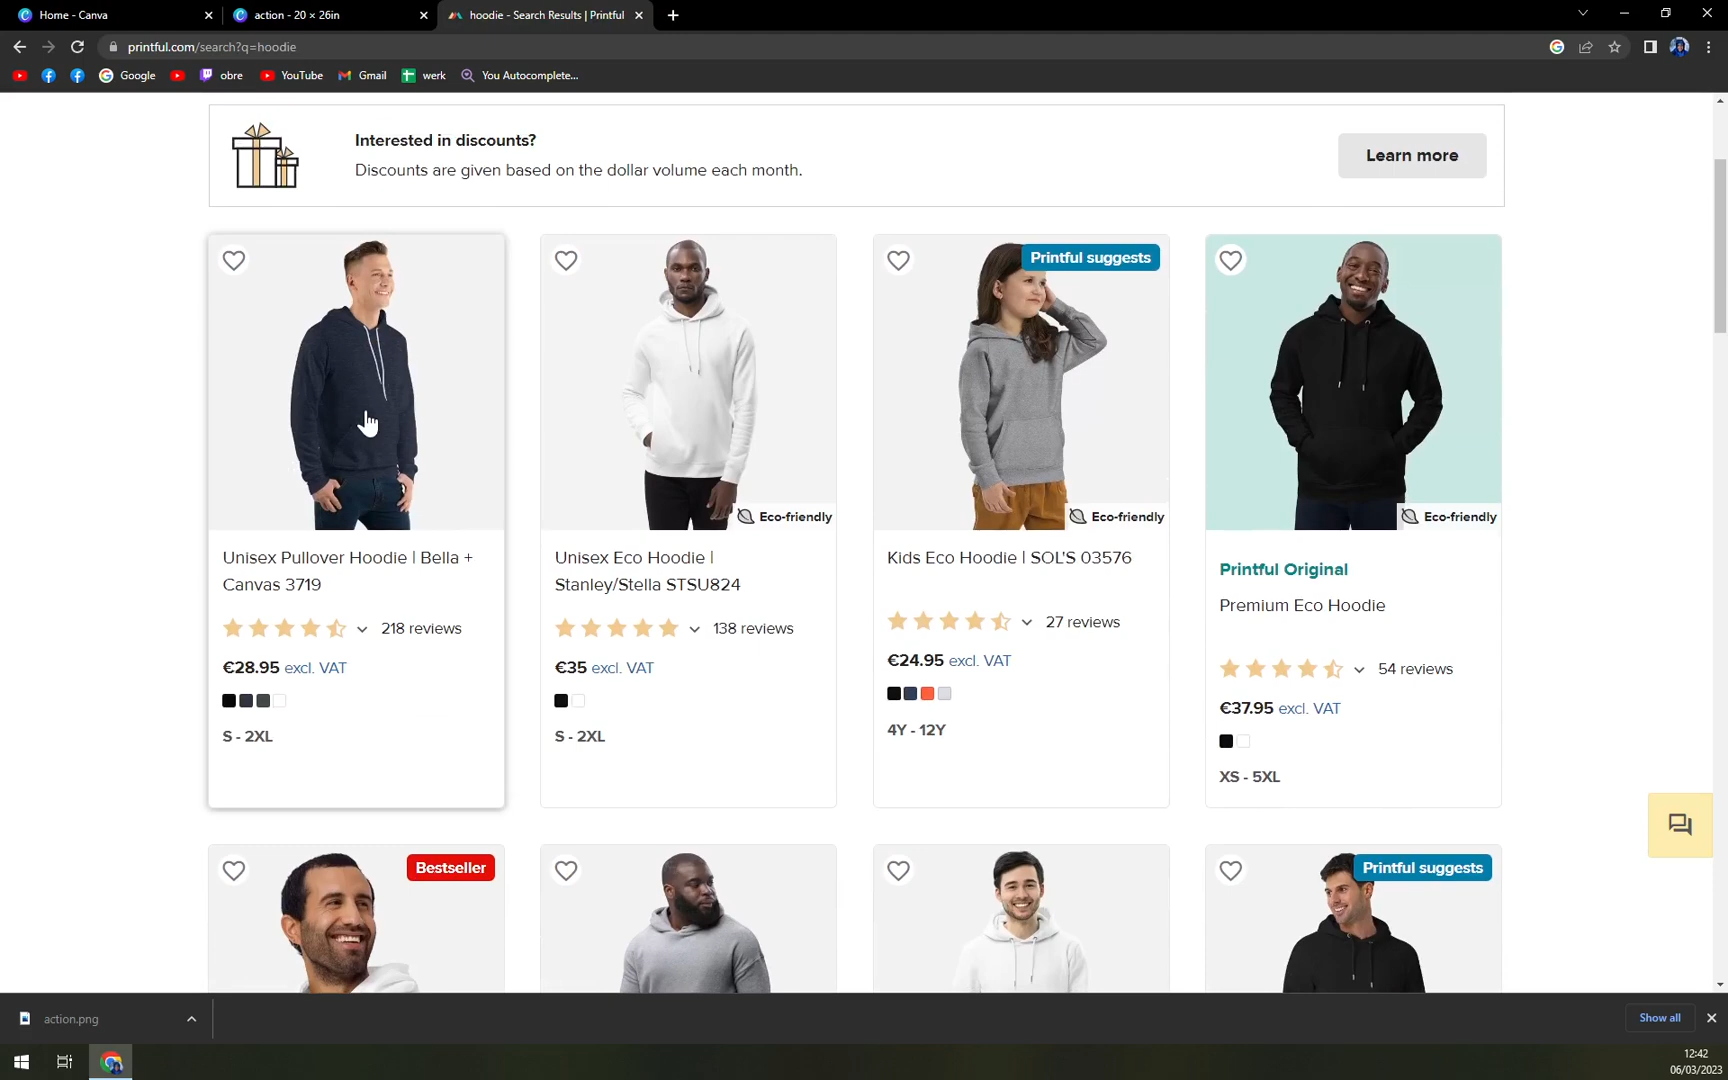 Home - Canva
action - 20 × 26in
hoodie - Search Results | Printful
printful.com/search?q=hoodie
Google
obre
YouTube
Gmail
werk
You Autocomplete...
Interested in discounts?
Discounts are given based on the dollar volume each month.
Learn more
Printful suggests
Eco-friendly
Eco-friendly
Eco-friendly
Unisex Pullover Hoodie | Bella +
Canvas 3719
218 reviews
€28.95 excl. VAT
S - 2XL
Unisex Eco Hoodie |
Stanley/Stella STSU824
138 reviews
€35 excl. VAT
S - 2XL
Kids Eco Hoodie | SOL'S 03576
27 reviews
€24.95 excl. VAT
4Y - 12Y
Printful Original
Premium Eco Hoodie
54 reviews
€37.95 excl. VAT
XS - 5XL
Bestseller
Printful suggests
action.png
Show all
12:42
06/03/2023